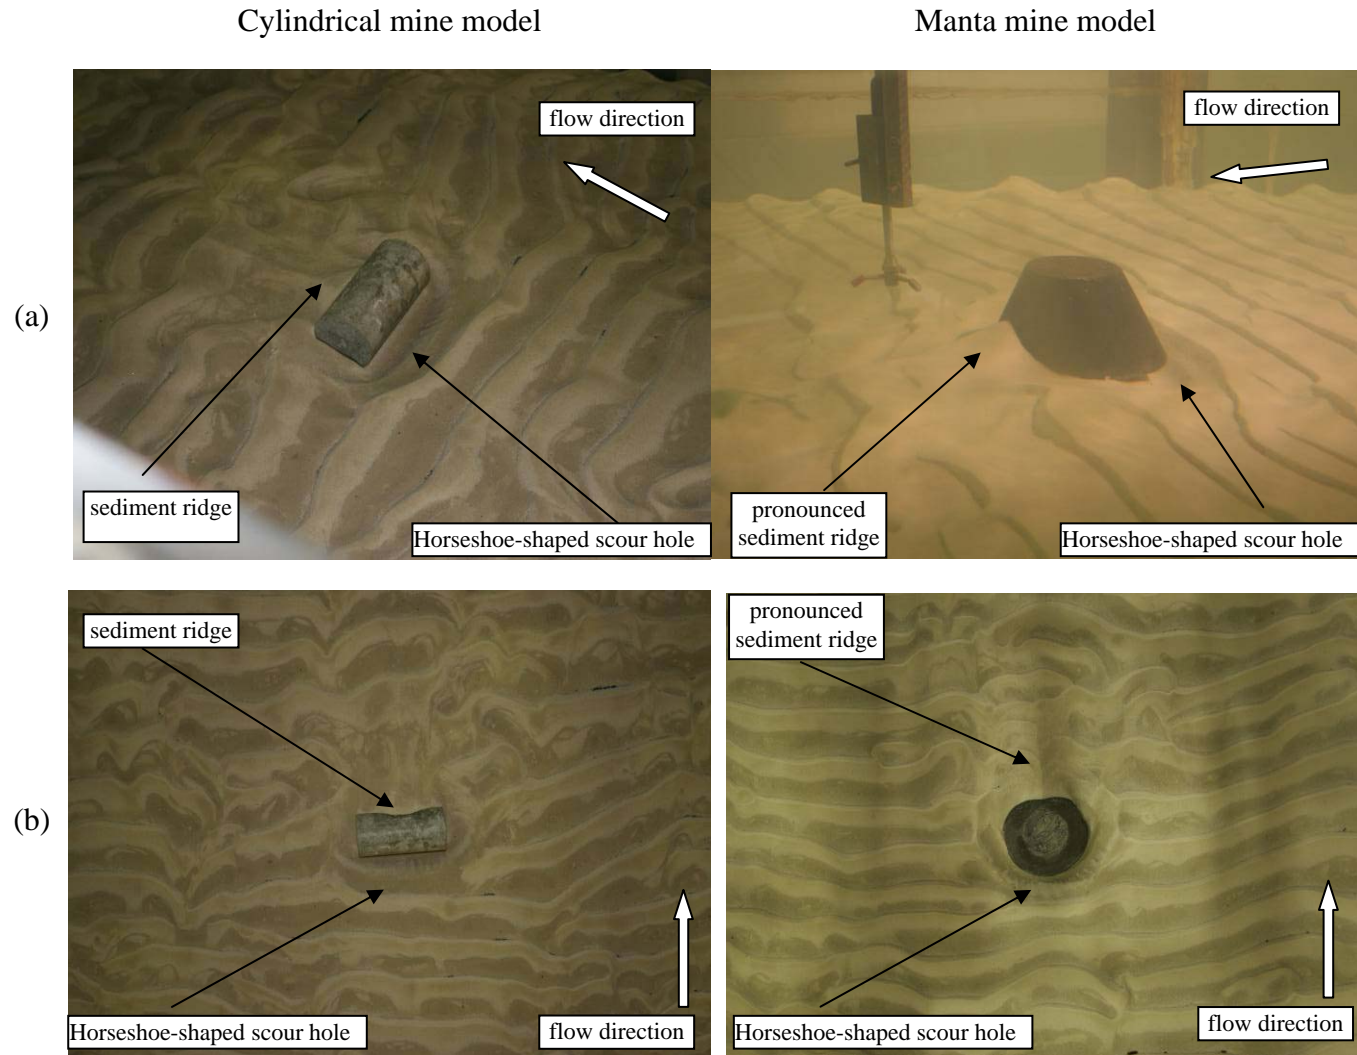 Cylindrical mine model
Manta mine model
(a)
flow direction
sediment ridge
Horseshoe-shaped scour hole
flow direction
pronounced
sediment ridge
Horseshoe-shaped scour hole
(b)
sediment ridge
Horseshoe-shaped scour hole
flow direction
pronounced
sediment ridge
Horseshoe-shaped scour hole
flow direction